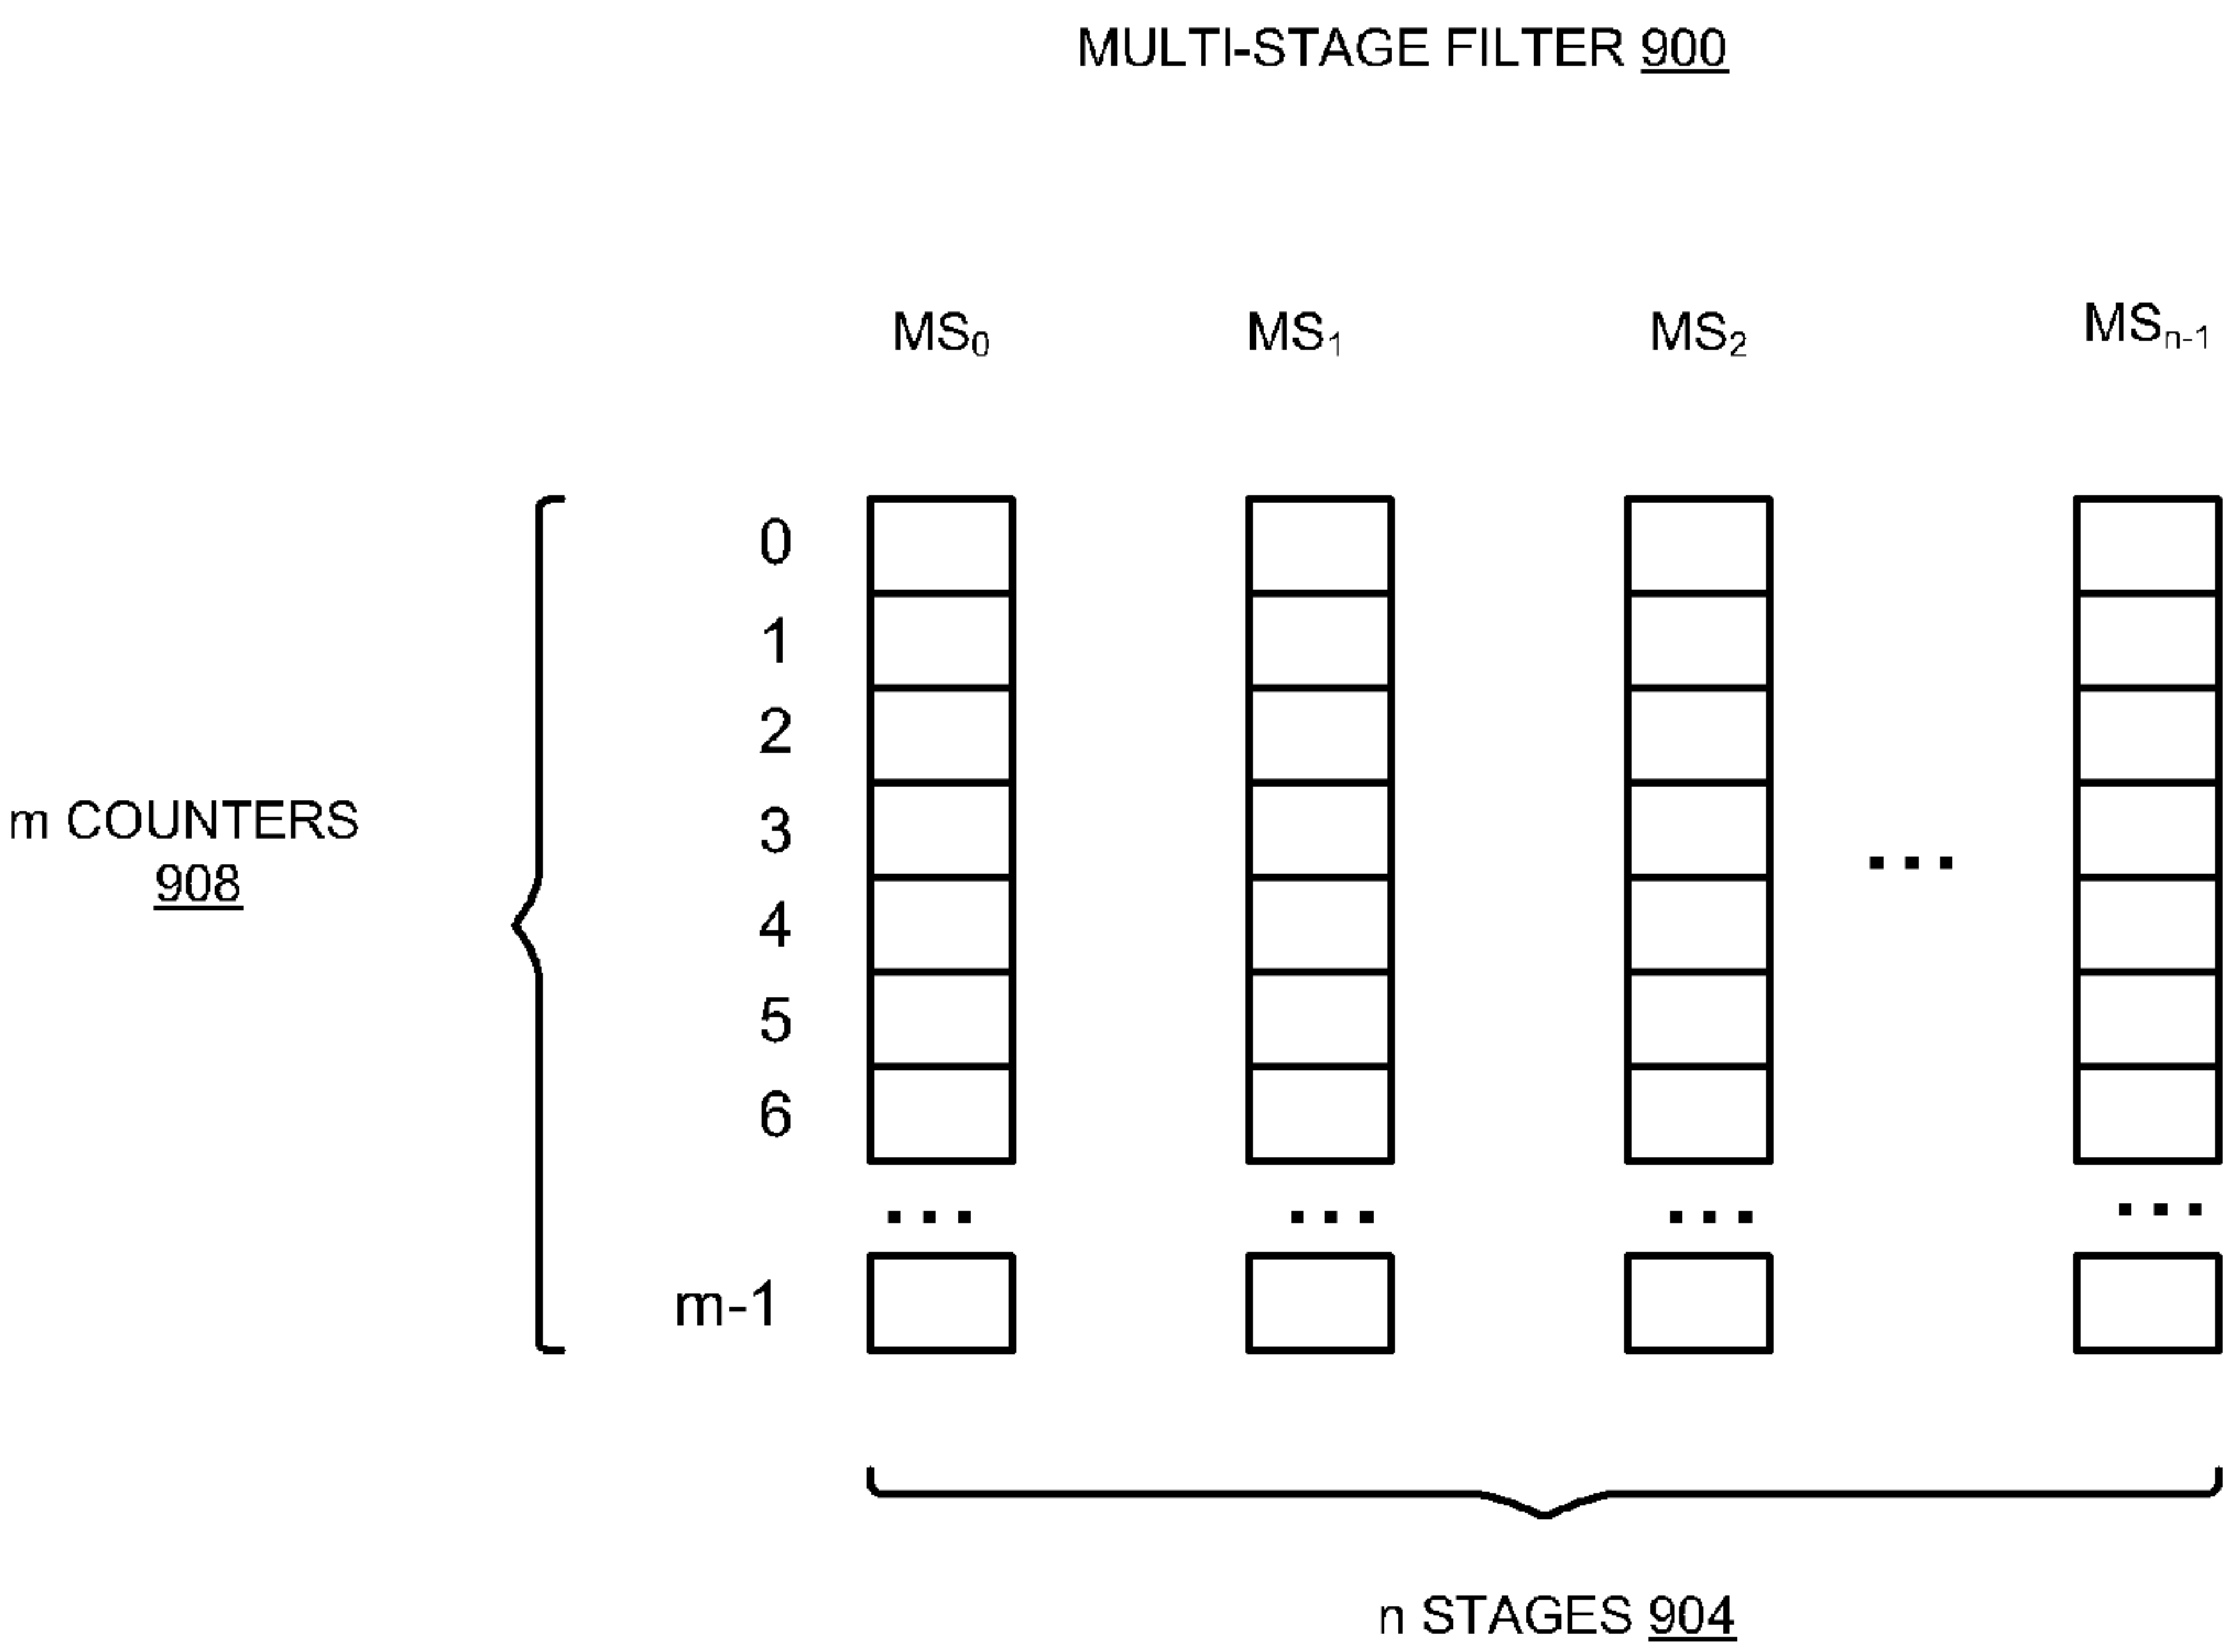 MULTI-STAGE FILTER 900
MS₀ MS₁ MS₂ MSₙ₋₁
0
1
2
3
m COUNTERS
908
...
4
5
6
... ... ... ...
m-1
n STAGES 904